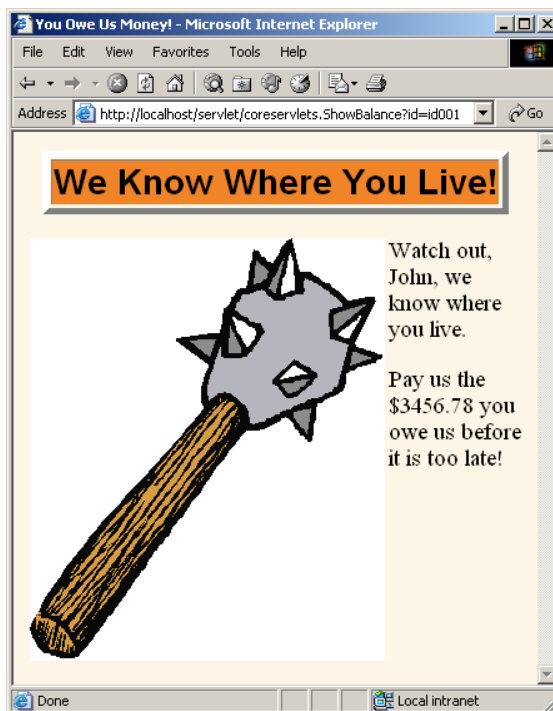 You Owe Us Money! - Microsoft Internet Explorer
File Edit View Favorites Tools Help
Address http://localhost/servlet/coreservlets.ShowBalance?id=id001 Go
We Know Where You Live!
Watch out,
John, we
know where
you live.
Pay us the
$3456.78 you
owe us before
it is too late!
Done Local intranet